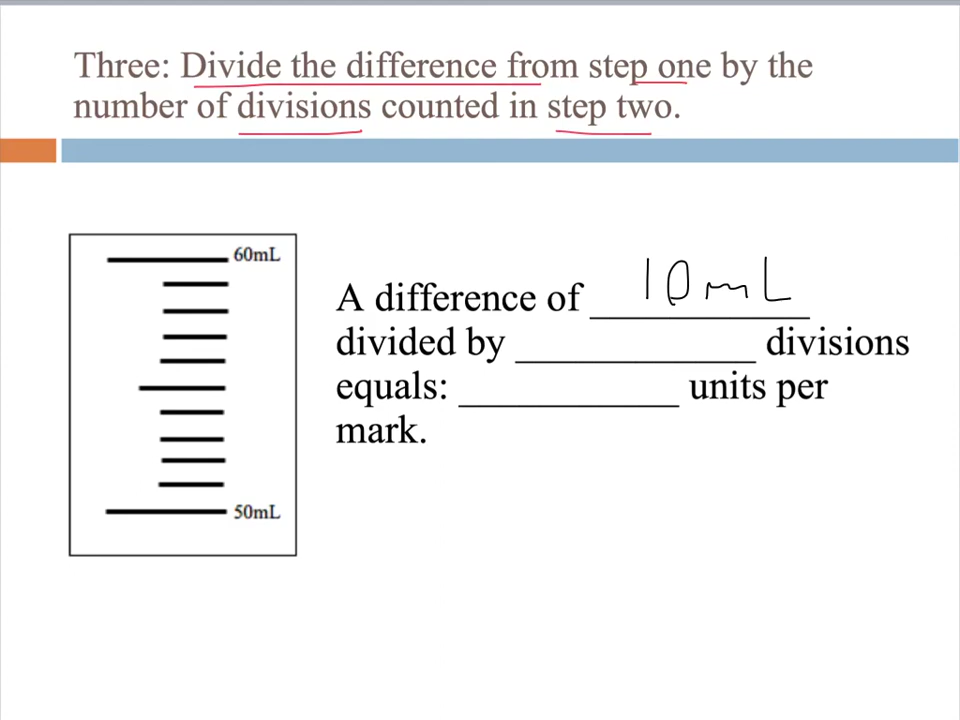 Three: Divide the difference from step one by the
number of divisions counted in step two.
60mL
50mL
A difference of 10mL
divided by ____________ divisions
equals: ___________ units per
mark.